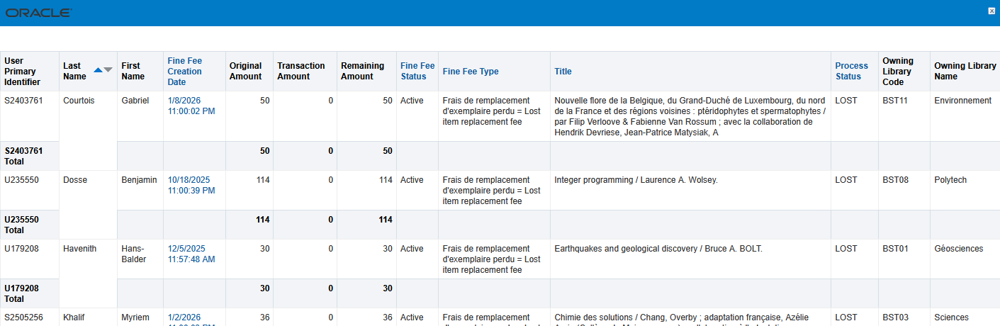 ORACLE
User Primary Identifier | Last Name | First Name | Fine Fee Creation Date | Original Amount | Transaction Amount | Remaining Amount | Fine Fee Status | Fine Fee Type | Title | Process Status | Owning Library Code | Owning Library Name
S2403761 Courtois Gabriel 1/8/2026 50 0 50 Active Frais de remplacement Nouvelle flore de la Belgique, du Grand-Duché de Luxembourg, du nord LOST BST11 Environnement
11:00:02 PM d'exemplaire perdu = Lost de la France et des régions voisines : ptéridophytes et spermatophytes /
item replacement fee par Filip Verloove & Fabienne Van Rossum ; avec la collaboration de
Hendrik Devriese, Jean-Patrice Matysiak, A
S2403761 50 0 50
Total
U235550 Dosse Benjamin 10/18/2025 114 0 114 Active Frais de remplacement Integer programming / Laurence A. Wolsey. LOST BST08 Polytech
11:00:39 PM d'exemplaire perdu = Lost
item replacement fee
U235550 114 0 114
Total
U179208 Havenith Hans- 12/5/2025 30 0 30 Active Frais de remplacement Earthquakes and geological discovery / Bruce A. BOLT. LOST BST01 Géosciences
Balder 11:57:48 AM d'exemplaire perdu = Lost
item replacement fee
U179208 30 0 30
Total
S2505256 Khalif Myriem 1/2/2026 36 0 36 Active Frais de remplacement Chimie des solutions / Chang, Overby ; adaptation française, Azélie LOST BST03 Sciences